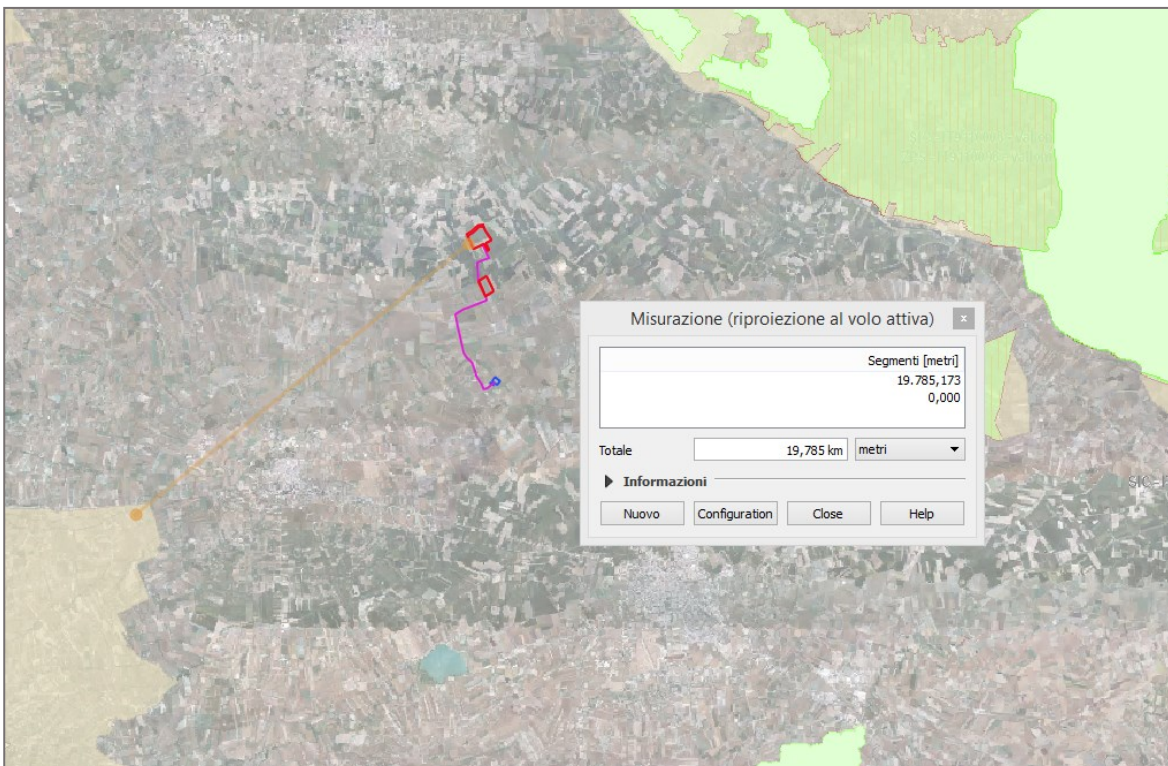 Misurazione (riproiezione al volo attiva)
x
Segmenti [metri]
19.785,173
0,000
Totale
19,785 km
metri
Informazioni
Nuovo
Configuration
Close
Help